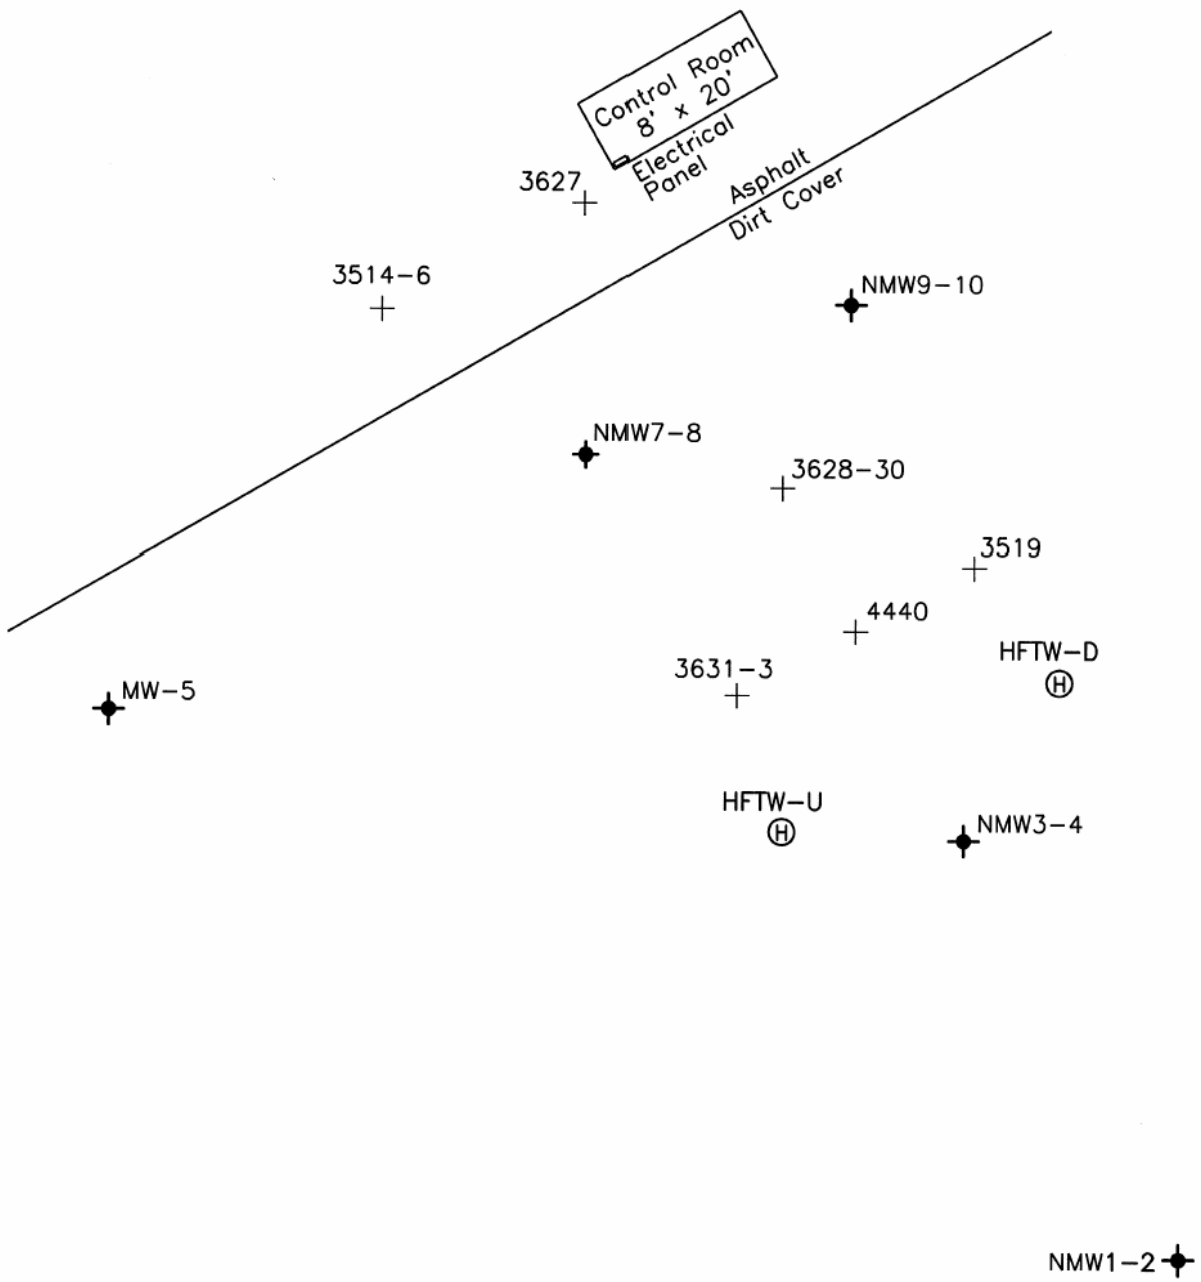 Control Room
8' x 20'
Electrical
Panel
3627
Asphalt
Dirt Cover
3514-6
NMW9-10
NMW7-8
3628-30
3519
4440
HFTW-D
H
3631-3
MW-5
HFTW-U
H
NMW3-4
NMW1-2